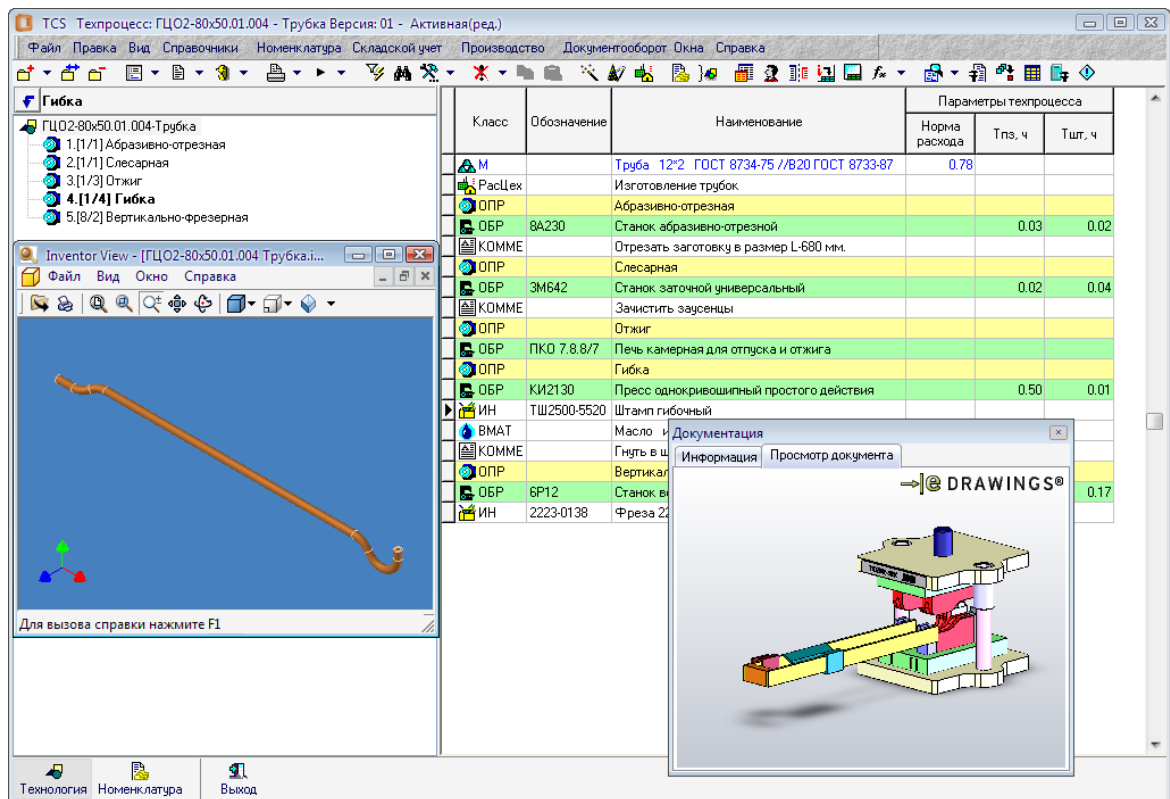 TCS Техпроцесс: ГЦО2-80x50.01.004 - Трубка Версия: 01 - Активная(ред.)
Файл Правка Вид Справочники Номенклатура Складской учет Производство Документооборот Окна Справка
Гибка
ГЦО2-80x50.01.004-Трубка
1.[1/1] Абразивно-отрезная
2.[1/1] Слесарная
3.[1/3] Отжиг
4.[1/4] Гибка
5.[8/2] Вертикально-фрезерная
Inventor View - [ГЦО2-80x50.01.004 Трубка.i...
Файл Вид Окно Справка
Для вызова справки нажмите F1
Параметры техпроцесса
Класс Обозначение Наименование Норма расхода Тпз, ч Тшт, ч
М Труба 12*2 ГОСТ 8734-75 //В20 ГОСТ 8733-87 0.78
РасЦех Изготовление трубок
ОПР Абразивно-отрезная
ОБР 8А230 Станок абразивно-отрезной 0.03 0.02
КОММЕ Отрезать заготовку в размер L-680 мм.
ОПР Слесарная
ОБР 3М642 Станок заточной универсальный 0.02 0.04
КОММЕ Зачистить заусенцы
ОПР Отжиг
ОБР ПКО 7.8.8/7 Печь камерная для отпуска и отжига
ОПР Гибка
ОБР КИ2130 Пресс однокривошипный простого действия 0.50 0.01
ИН ТШ2500-5520 Штамп гибочный
ВМАТ Масло и
КОММЕ Гнуть в ш
ОПР Вертикал
ОБР 6Р12 Станок ве 0.17
ИН 2223-0138 Фреза 22
Документация
Информация Просмотр документа
e DRAWINGS®
Технология Номенклатура Выход